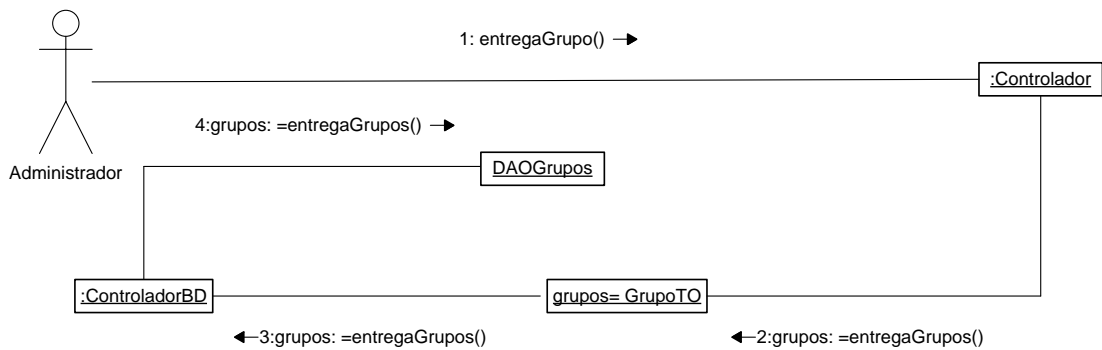 1: entregaGrupo()
:Controlador
4:grupos: =entregaGrupos()
Administrador
DAOGrupos
:ControladorBD
grupos= GrupoTO
3:grupos: =entregaGrupos()
2:grupos: =entregaGrupos()